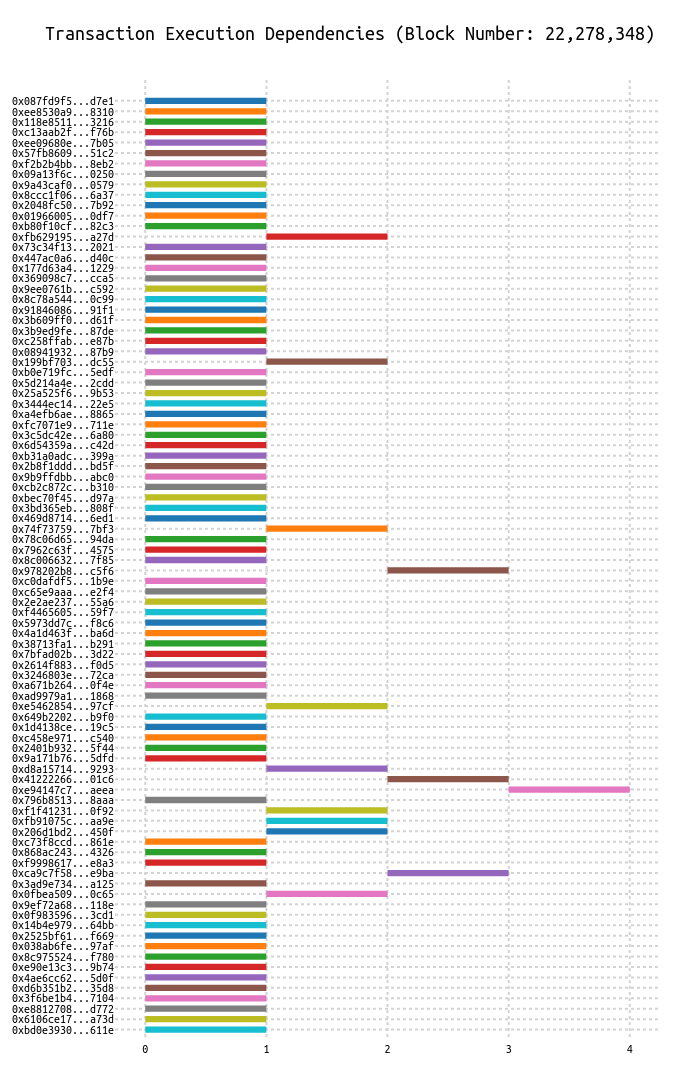 Transaction Execution Dependencies (Block Number: 22,278,348)
0x087fd9f5...d7e1
0xee8530a9...8310
0x118e8511...3216
0xc13aab2f...f76b
0xee09680e...7b05
0x57fb8609...51c2
0xf2b2b4bb...8eb2
0x09a13f6c...0250
0x9a43caf0...0579
0x8ccc1f06...6a37
0x2048fc50...7b92
0x01966005...0df7
0xb80f10cf...82c3
0xfb629195...a27d
0x73c34f13...2021
0x447ac0a6...d40c
0x177d63a4...1229
0x369098c7...cca5
0x9ee0761b...c592
0x8c78a544...0c99
0x91846086...91f1
0x3b609ff0...d61f
0x3b9ed9fe...87de
0xc258ffab...e87b
0x08941932...87b9
0x199bf703...dc55
0xb0e719fc...5edf
0x5d214a4e...2cdd
0x25a525f6...9b53
0x3444ec14...22e5
0xa4efb6ae...8865
0xfc7071e9...711e
0x3c5dc42e...6a80
0x6d54359a...c42d
0xb31a0adc...399a
0x2b8f1ddd...bd5f
0x9b9ffdbb...abc0
0xcb2c872c...b310
0xbec70f45...d97a
0x3bd365eb...808f
0x469d8714...6ed1
0x74f73759...7bf3
0x78c06d65...94da
0x7962c63f...4575
0x8c006632...7f85
0x978202b8...c5f6
0xc0dafdf5...1b9e
0xc65e9aaa...e2f4
0x2e2ae237...55a6
0xf4465605...59f7
0x5973dd7c...f8c6
0x4a1d463f...ba6d
0x38713fa1...b291
0x7bfad02b...3d22
0x2614f883...f0d5
0x3246803e...72ca
0xa671b264...0f4e
0xad9979a1...1868
0xe5462854...97cf
0x649b2202...b9f0
0x1d4138ce...19c5
0xc458e971...c540
0x2401b932...5f44
0x9a171b76...5dfd
0xd8a15714...9293
0x41222266...01c6
0xe94147c7...aeea
0x796b8513...8aaa
0xf1f41231...0f92
0xfb91075c...aa9e
0x206d1bd2...450f
0xc73f8ccd...861e
0x868ac243...4326
0xf9998617...e8a3
0xca9c7f58...e9ba
0x3ad9e734...a125
0x0fbea509...0c65
0x9ef72a68...118e
0x0f983596...3cd1
0x14b4e979...64bb
0x2525bf61...f669
0x038ab6fe...97af
0x8c975524...f780
0xe90e13c3...9b74
0x4ae6cc62...5d0f
0xd6b351b2...35d8
0x3f6be1b4...7104
0xe8812708...d772
0x6106ce17...a73d
0xbd0e3930...611e
0 1 2 3 4